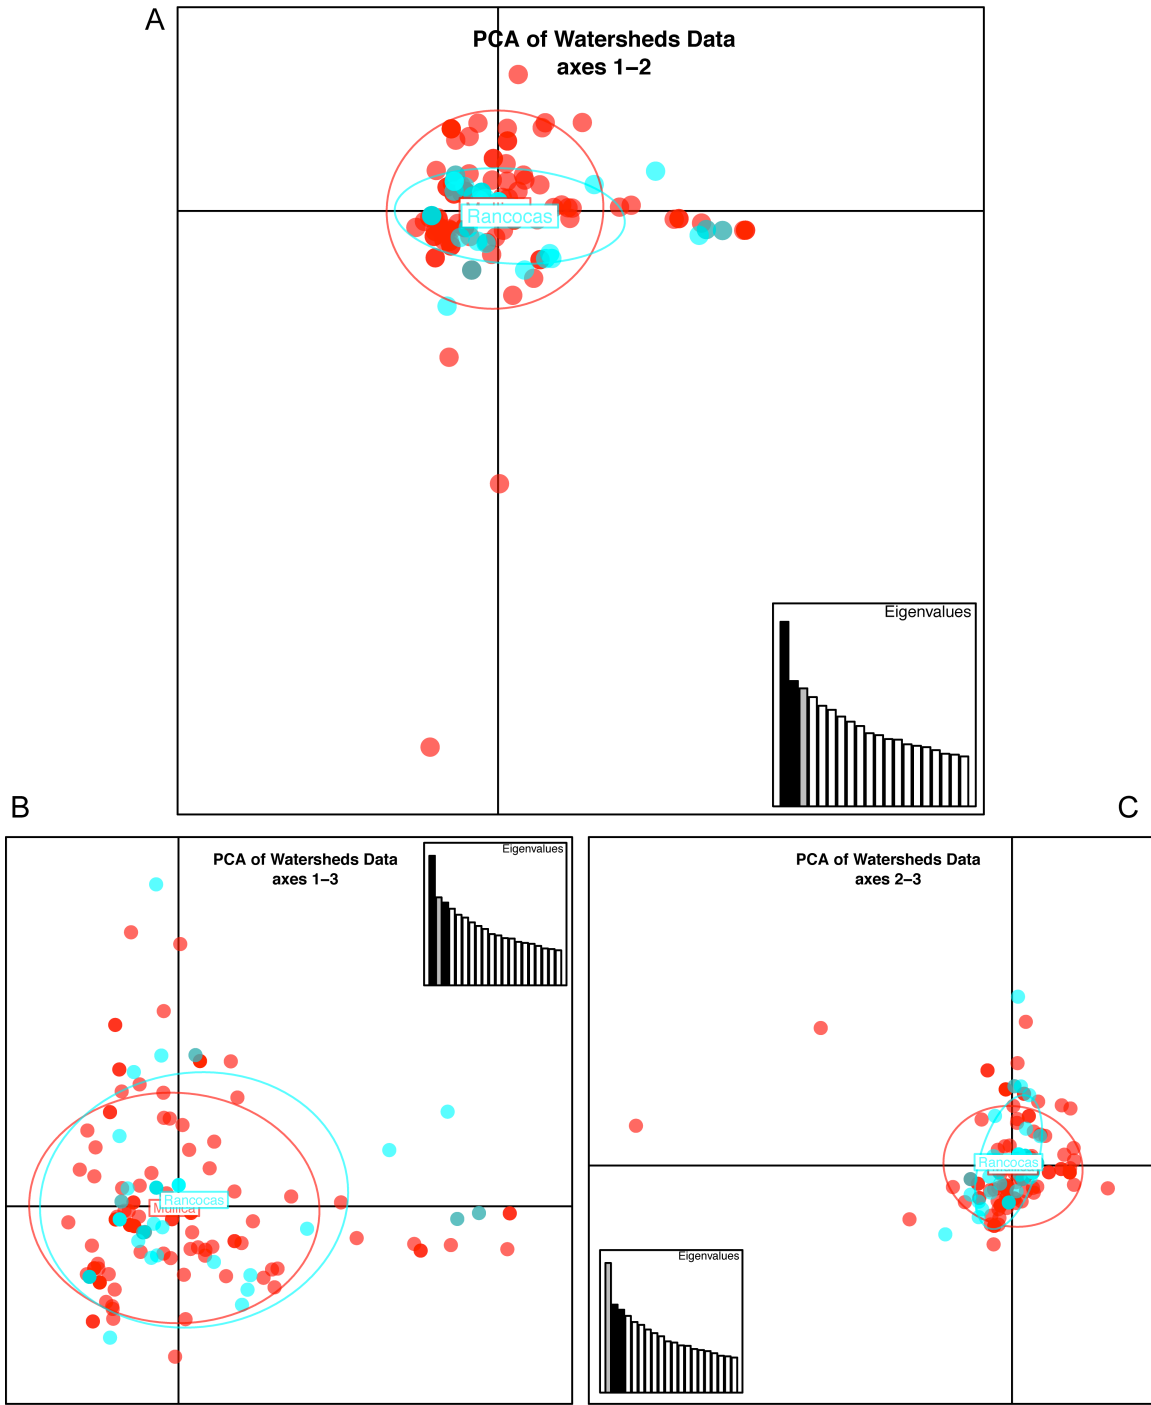 A
PCA of Watersheds Data
axes 1–2
Rancocas
Eigenvalues
B
C
PCA of Watersheds Data
axes 1–3
Eigenvalues
Rancocas
Mullica
PCA of Watersheds Data
axes 2–3
Rancocas
Eigenvalues